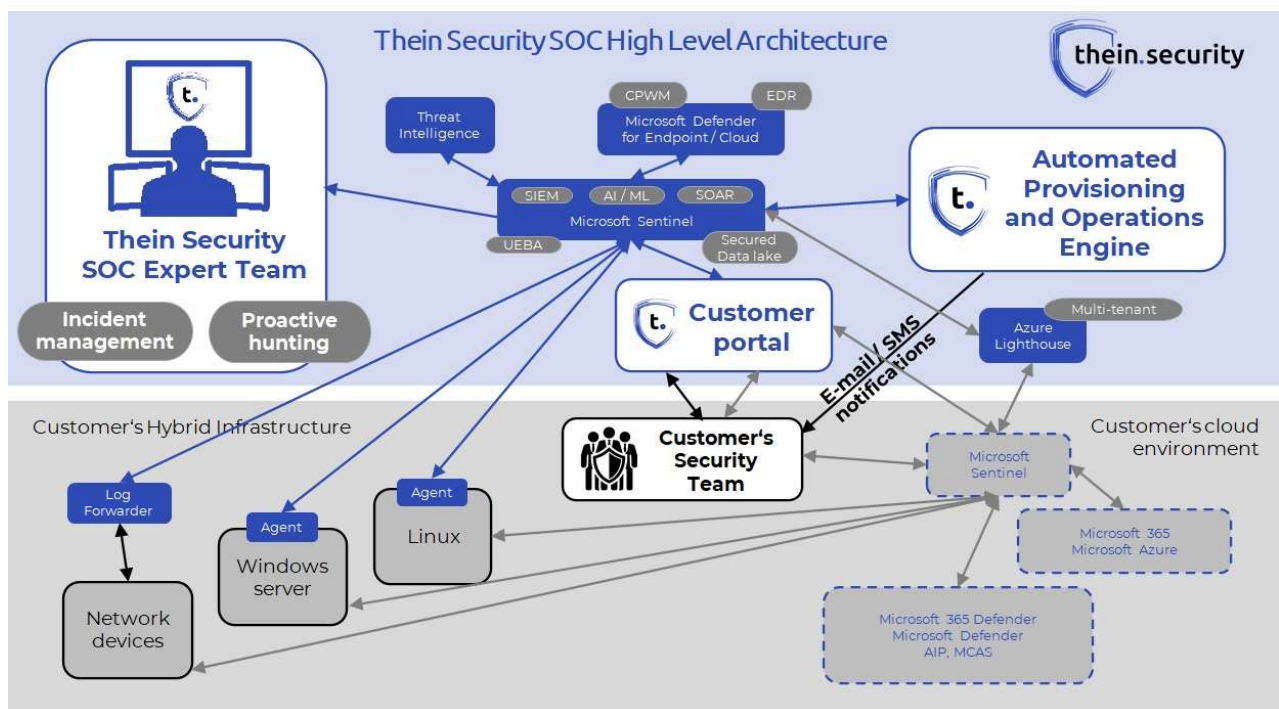 Thein Security SOC High Level Architecture
thein.security
t.
Thein Security
SOC Expert Team
Incident
management
Proactive
hunting
Threat
Intelligence
CPWM
EDR
Microsoft Defender
for Endpoint / Cloud
SIEM
AI / ML
SOAR
Microsoft Sentinel
UEBA
Secured
Data lake
t.
Automated
Provisioning
and Operations
Engine
t.
Customer
portal
Multi-tenant
Azure
Lighthouse
E-mail / SMS
notifications
Customer's Hybrid Infrastructure
Customer's cloud
environment
Customer's
Security
Team
Microsoft
Sentinel
Log
Forwarder
Agent
Agent
Linux
Windows
server
Network
devices
Microsoft 365
Microsoft Azure
Microsoft 365 Defender
Microsoft Defender
AIP, MCAS